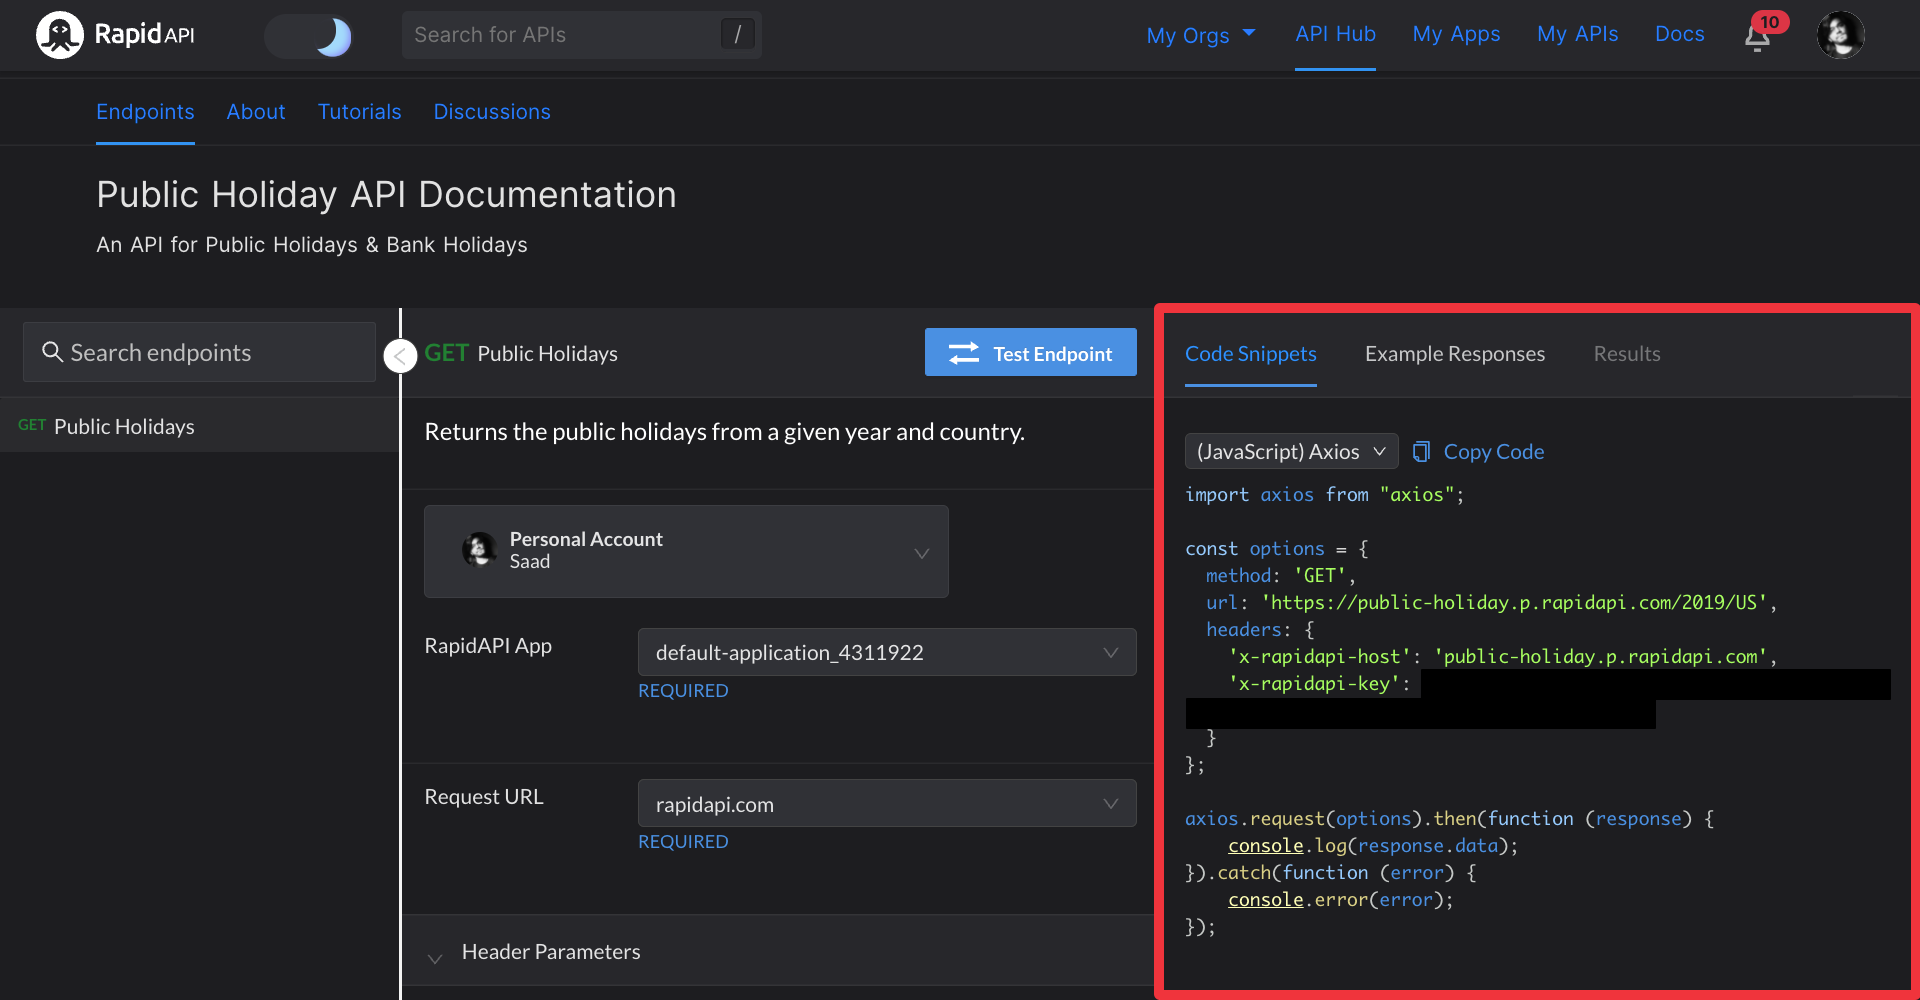 RapidAPI
Search for APIs /
My Orgs API Hub My Apps My APIs Docs 10
Endpoints About Tutorials Discussions
Public Holiday API Documentation
An API for Public Holidays & Bank Holidays
Search endpoints
GET Public Holidays
GET Public Holidays
Test Endpoint
Returns the public holidays from a given year and country.
Personal Account
Saad
RapidAPI App
default-application_4311922
REQUIRED
Request URL
rapidapi.com
REQUIRED
Header Parameters
Code Snippets Example Responses Results
(JavaScript) Axios Copy Code
import axios from "axios";
const options = {
method: 'GET',
url: 'https://public-holiday.p.rapidapi.com/2019/US',
headers: {
'x-rapidapi-host': 'public-holiday.p.rapidapi.com',
'x-rapidapi-key':
}
};
axios.request(options).then(function (response) {
console.log(response.data);
}).catch(function (error) {
console.error(error);
});